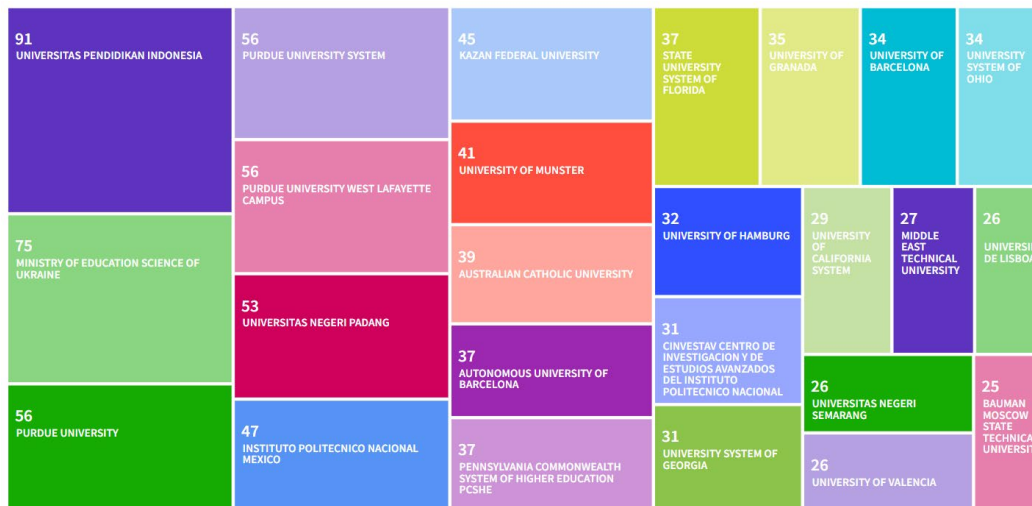 91
UNIVERSITAS PENDIDIKAN INDONESIA
75
MINISTRY OF EDUCATION SCIENCE OF
UKRAINE
56
PURDUE UNIVERSITY
56
PURDUE UNIVERSITY SYSTEM
56
PURDUE UNIVERSITY WEST LAFAYETTE
CAMPUS
53
UNIVERSITAS NEGERI PADANG
47
INSTITUTO POLITECNICO NACIONAL
MEXICO
45
KAZAN FEDERAL UNIVERSITY
41
UNIVERSITY OF MUNSTER
39
AUSTRALIAN CATHOLIC UNIVERSITY
37
AUTONOMOUS UNIVERSITY OF
BARCELONA
37
PENNSYLVANIA COMMONWEALTH
SYSTEM OF HIGHER EDUCATION
PCSHE
37
STATE
UNIVERSITY
SYSTEM OF
FLORIDA
35
UNIVERSITY OF
GRANADA
34
UNIVERSITY OF
BARCELONA
34
UNIVERSITY
SYSTEM OF
OHIO
32
UNIVERSITY OF HAMBURG
31
CINVESTAV CENTRO DE
INVESTIGACION Y DE
ESTUDIOS AVANZADOS
DEL INSTITUTO
POLITECNICO NACIONAL
31
UNIVERSITY SYSTEM OF
GEORGIA
29
UNIVERSITY
OF
CALIFORNIA
SYSTEM
27
MIDDLE
EAST
TECHNICAL
UNIVERSITY
26
DE
26
UNIVERSITAS NEGERI
SEMARANG
26
UNIVERSITY OF VALENCIA
25
BAUMAN
MOSCOW
STATE